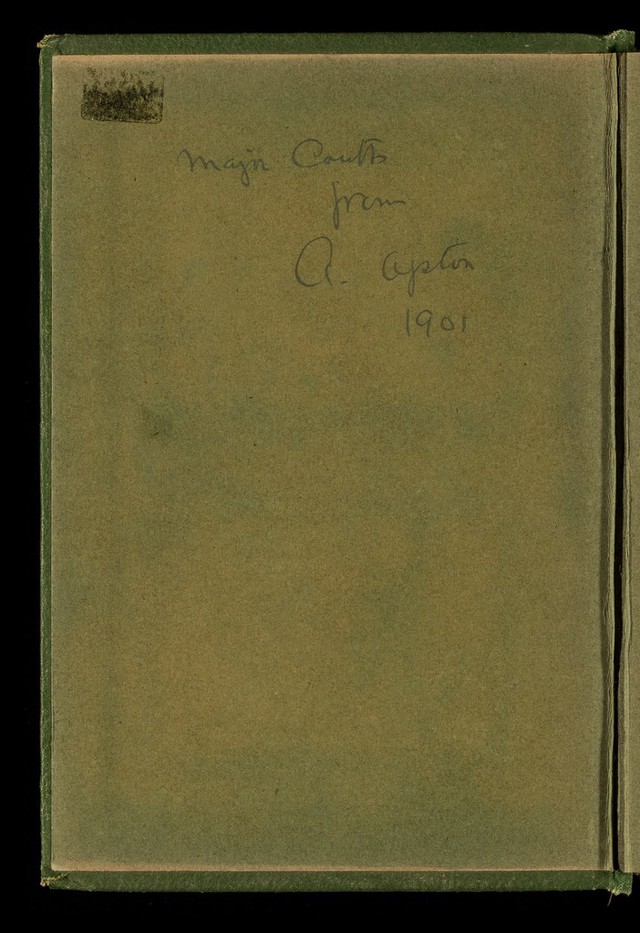 Major Coutts
from
A. Upton
1901